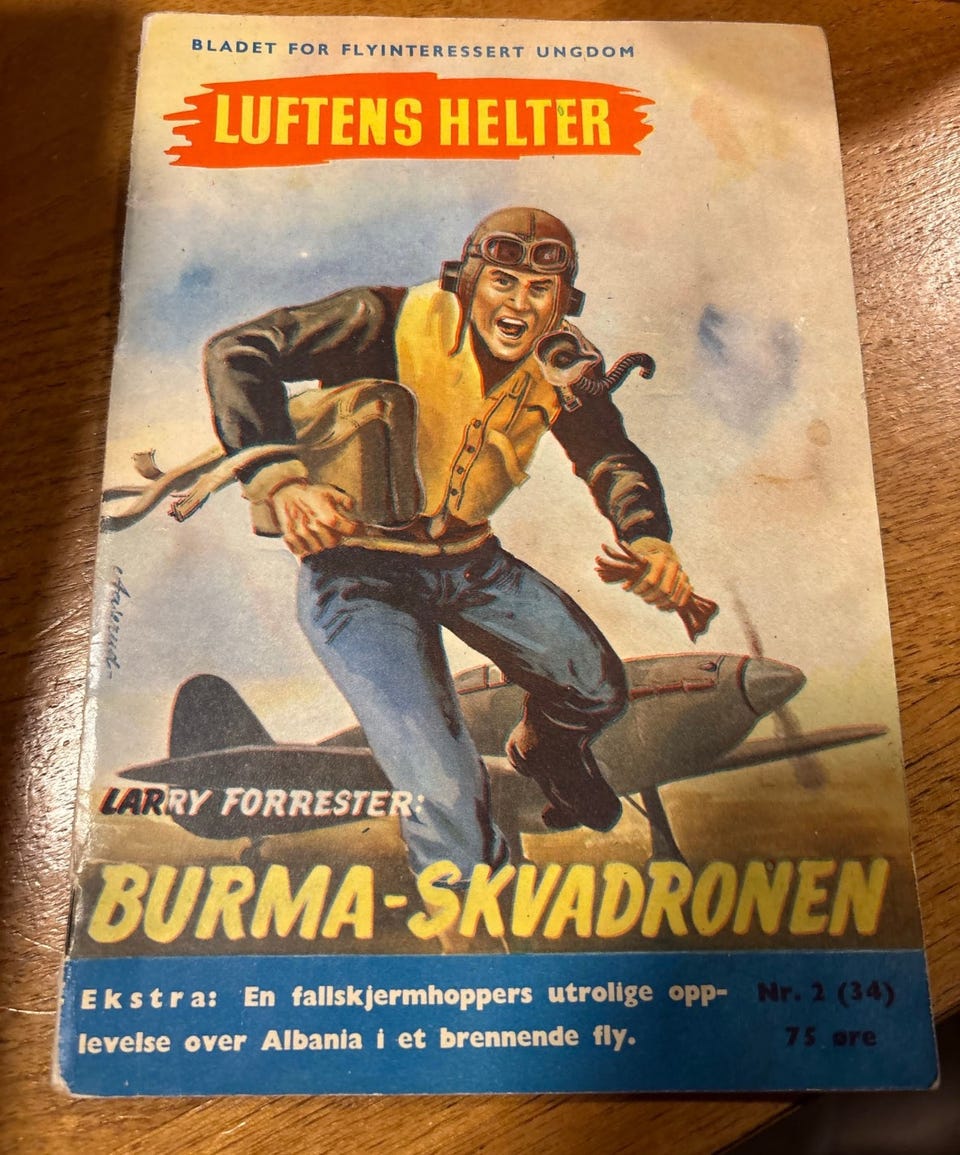 BLADET FOR FLYINTERESSERT UNGDOM
LUFTENS HELTER
LARRY FORRESTER:
BURMA-SKVADRONEN
Ekstra: En fallskjermhoppers utrolige opp-
levelse over Albania i et brennende fly.
Nr. 2 (34)
75 øre